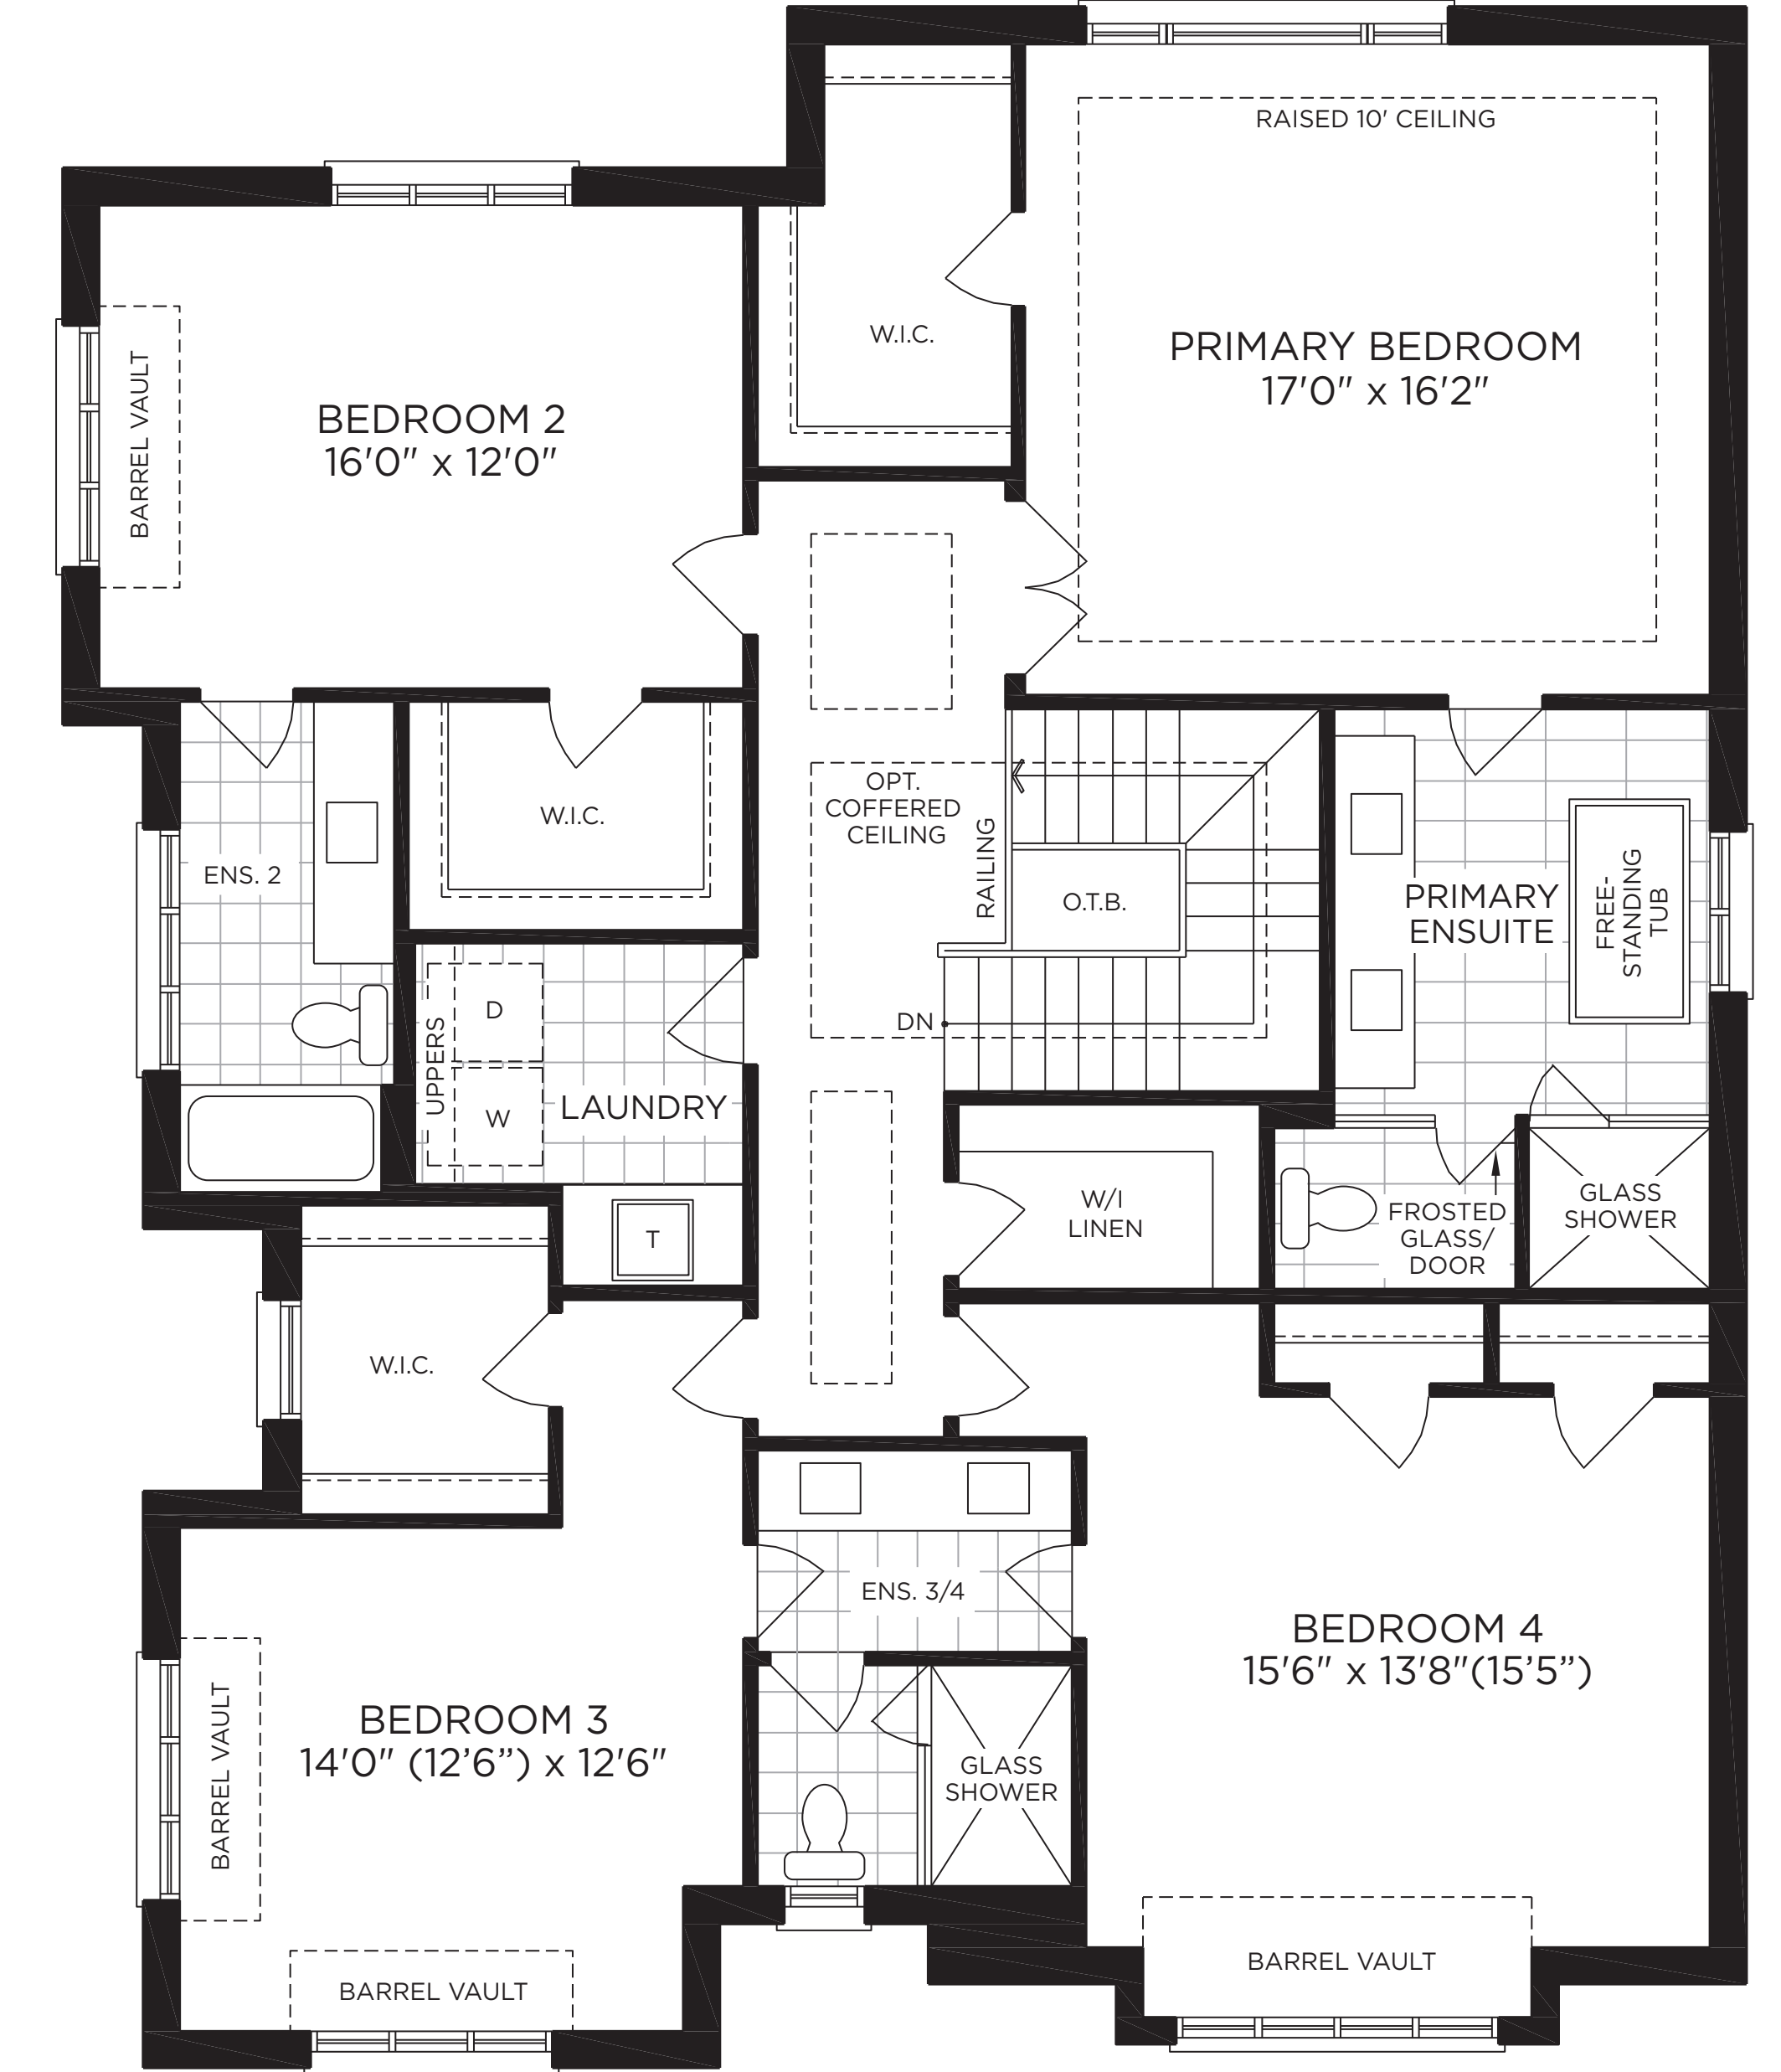 RAISED 10' CEILING
W.I.C.
PRIMARY BEDROOM
17'0" x 16'2"
BEDROOM 2
16'0" x 12'0"
BARREL VAULT
OPT.
COFFERED
CEILING
W.I.C.
RAILING
O.T.B.
ENS. 2
PRIMARY
ENSUITE
FREE-
STANDING
TUB
D
DN
UPPERS
W
LAUNDRY
W/I
LINEN
FROSTED
GLASS/
DOOR
GLASS
SHOWER
T
W.I.C.
ENS. 3/4
BEDROOM 4
15'6" x 13'8"(15’5”)
BEDROOM 3
14'0" (12’6”) x 12'6"
BARREL VAULT
GLASS
SHOWER
BARREL VAULT
BARREL VAULT